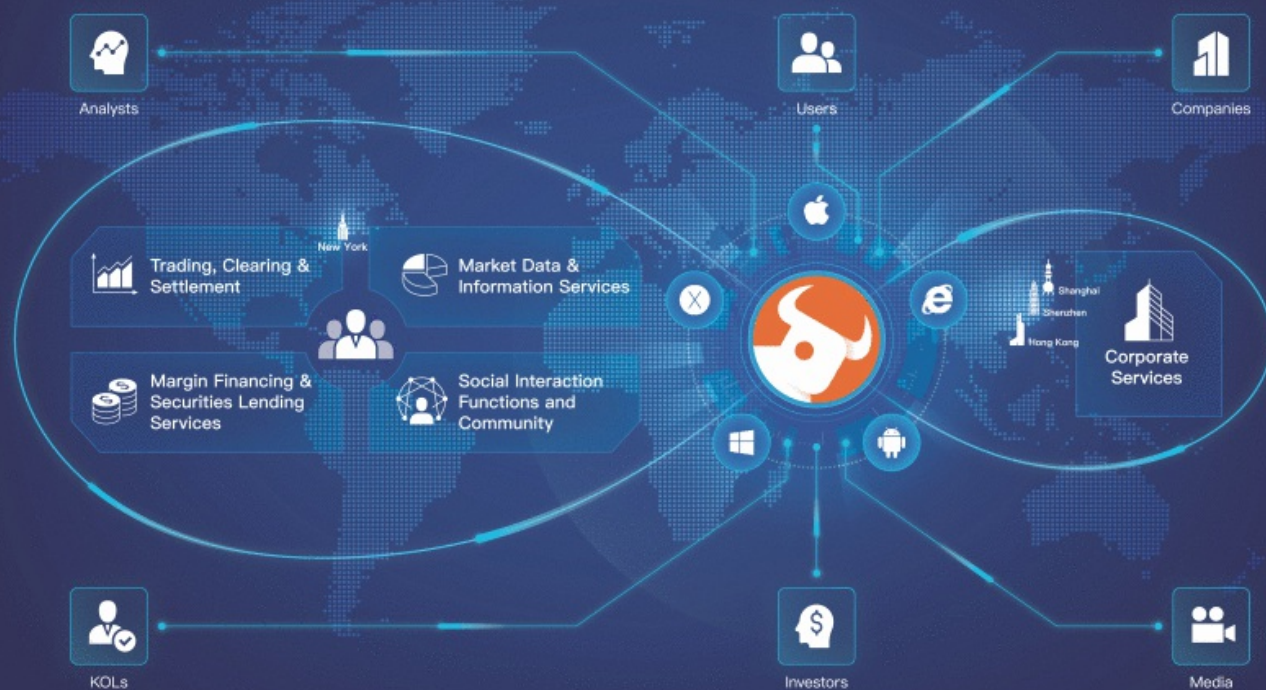 Analysts
Users
Companies
New York
Trading, Clearing &
Settlement
Market Data &
Information Services
Margin Financing &
Securities Lending
Services
Social Interaction
Functions and
Community
X
Shanghai
Shenzhen
Hong Kong
Corporate
Services
KOLs
Investors
Media